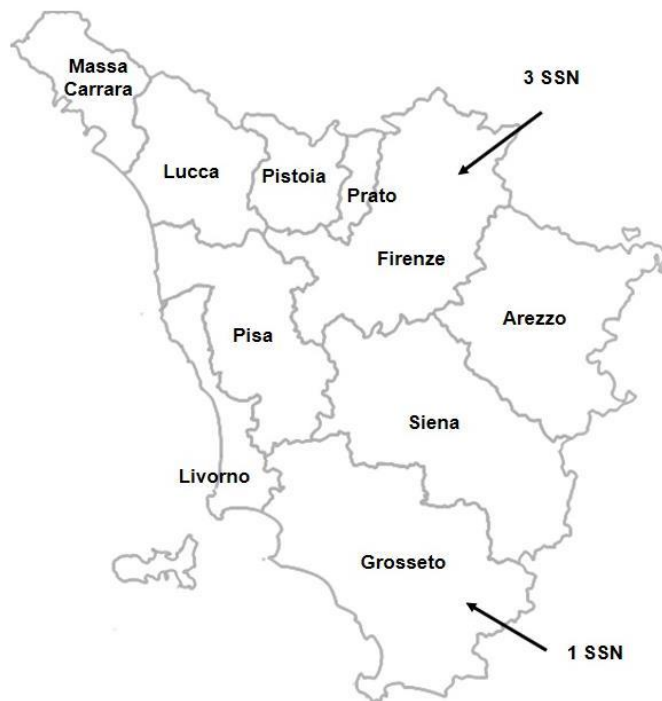 Massa
Carrara
3 SSN
Lucca
Pistoia
Prato
Firenze
Arezzo
Pisa
Siena
Livorno
Grosseto
1 SSN